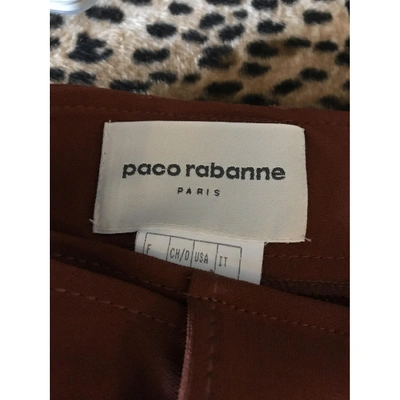 paco rabanne
PARIS
F CH/D USA IT